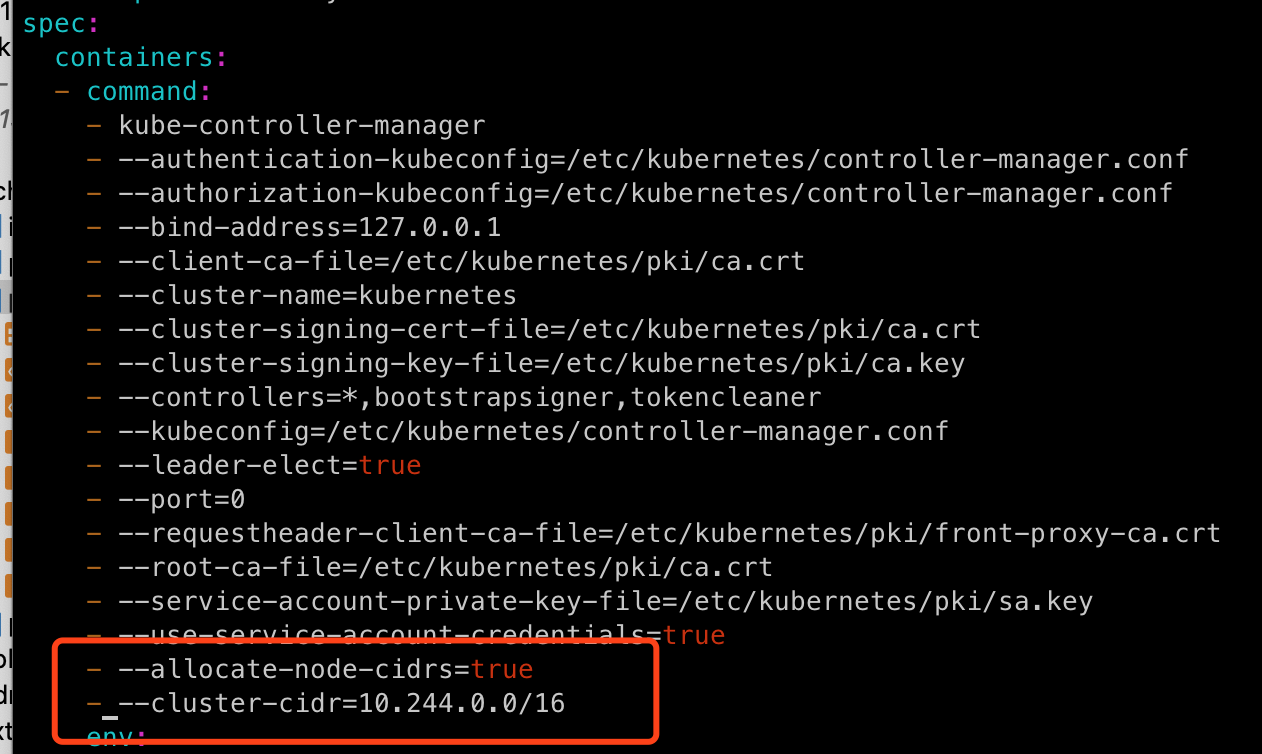 spec:
containers:
- command:
- kube-controller-manager
- --authentication-kubeconfig=/etc/kubernetes/controller-manager.conf
- --authorization-kubeconfig=/etc/kubernetes/controller-manager.conf
- --bind-address=127.0.0.1
- --client-ca-file=/etc/kubernetes/pki/ca.crt
- --cluster-name=kubernetes
- --cluster-signing-cert-file=/etc/kubernetes/pki/ca.crt
- --cluster-signing-key-file=/etc/kubernetes/pki/ca.key
- --controllers=*,bootstrapsigner,tokencleaner
- --kubeconfig=/etc/kubernetes/controller-manager.conf
- --leader-elect=true
- --port=0
- --requestheader-client-ca-file=/etc/kubernetes/pki/front-proxy-ca.crt
- --root-ca-file=/etc/kubernetes/pki/ca.crt
- --service-account-private-key-file=/etc/kubernetes/pki/sa.key
- --use-service-account-credentials=true
- --allocate-node-cidrs=true
- --cluster-cidr=10.244.0.0/16
env: